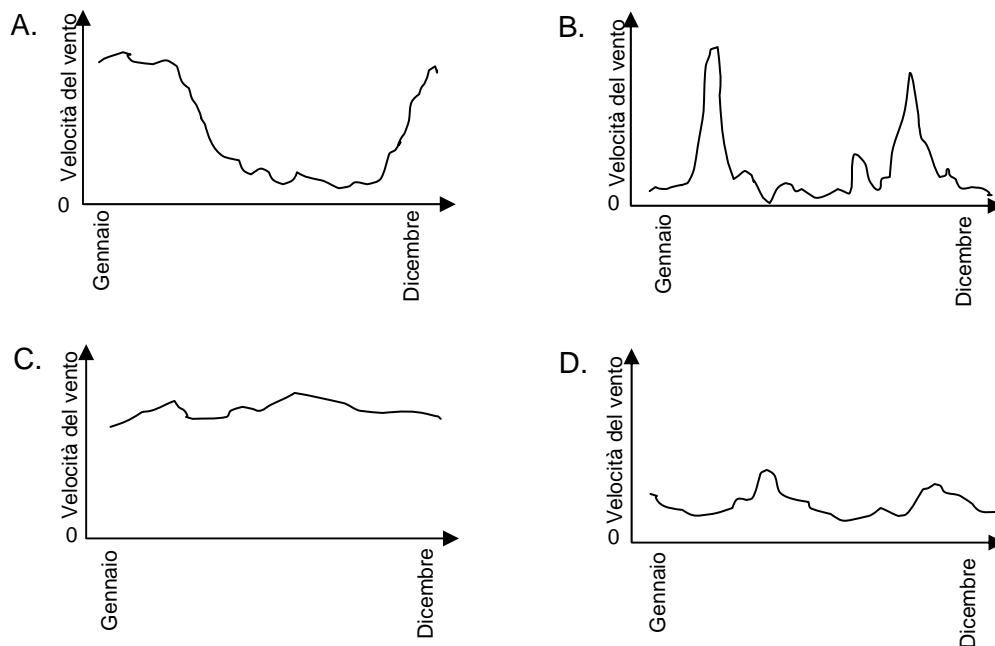 A.
Velocità del vento
0
Gennaio
Dicembre
B.
Velocità del vento
0
Gennaio
Dicembre
C.
Velocità del vento
0
Gennaio
Dicembre
D.
Velocità del vento
0
Gennaio
Dicembre